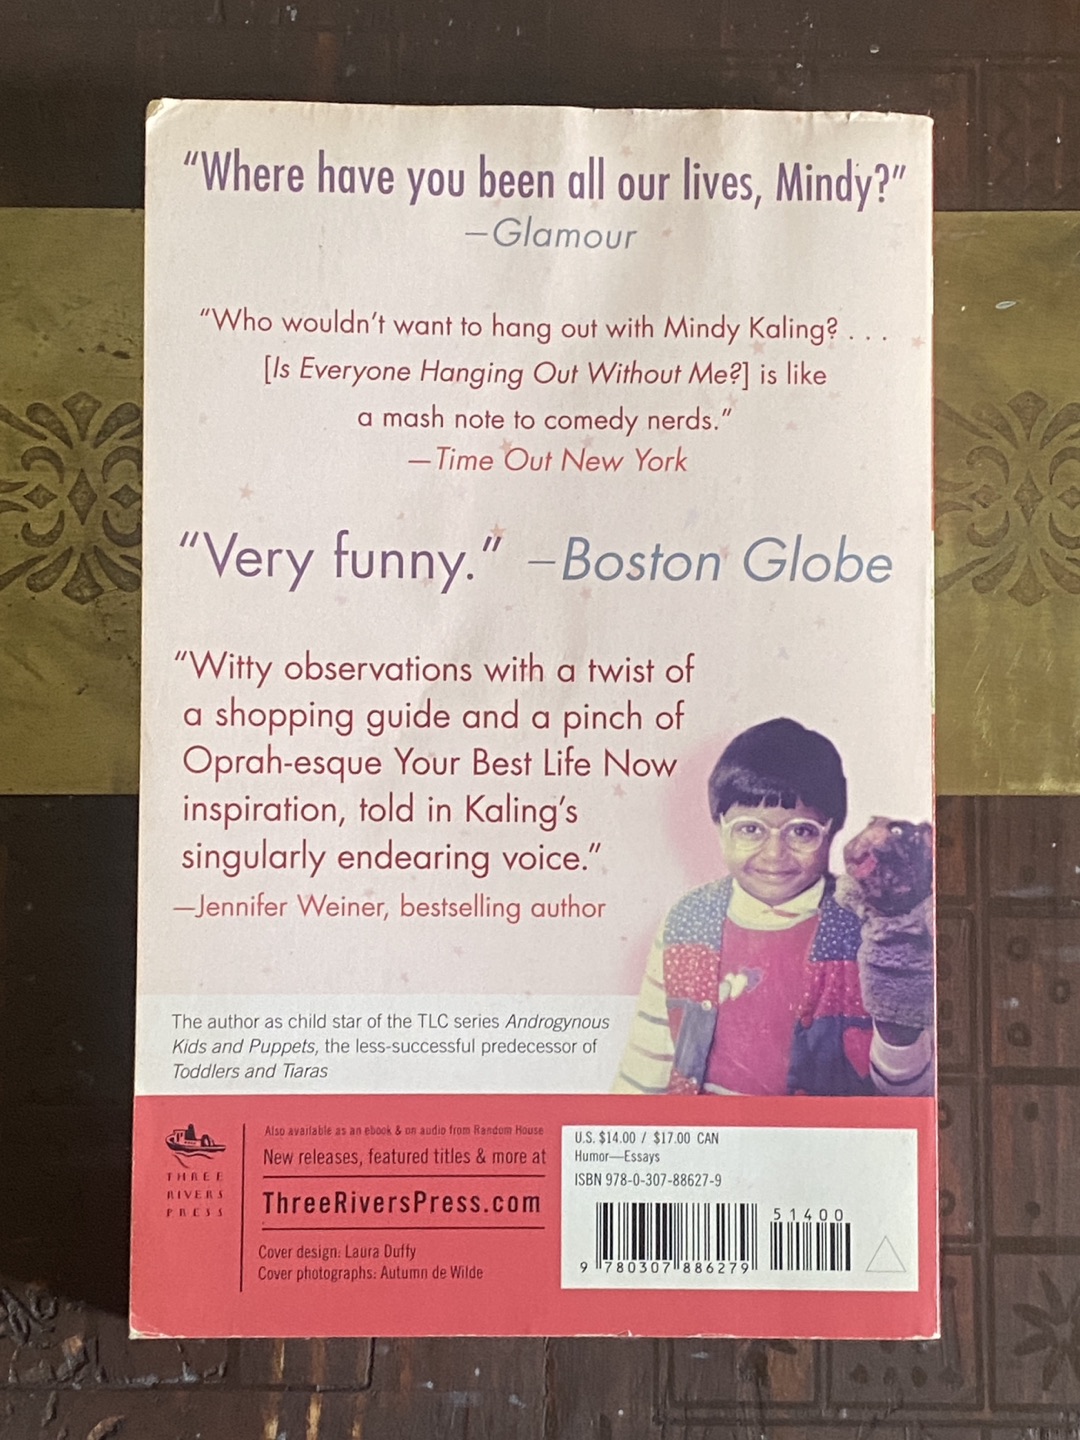 “Where have you been all our lives, Mindy?”
—Glamour
“Who wouldn’t want to hang out with Mindy Kaling? . . .
[Is Everyone Hanging Out Without Me?] is like
a mash note to comedy nerds.”
—Time Out New York
“Very funny.” —Boston Globe
“Witty observations with a twist of
a shopping guide and a pinch of
Oprah-esque Your Best Life Now
inspiration, told in Kaling’s
singularly endearing voice.”
—Jennifer Weiner, bestselling author
The author as child star of the TLC series Androgynous
Kids and Puppets, the less-successful predecessor of
Toddlers and Tiaras
THREE
RIVERS
PRESS
Also available as an ebook & on audio from Random House
New releases, featured titles & more at
ThreeRiversPress.com
Cover design: Laura Duffy
Cover photographs: Autumn de Wilde
U.S. $14.00 / $17.00 CAN
Humor—Essays
ISBN 978-0-307-88627-9
51400
9 780307 886279